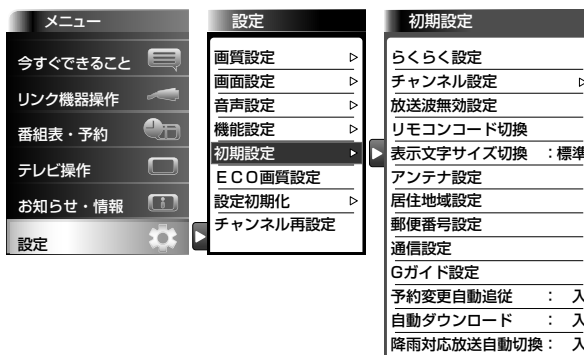 メニュー
今すぐできること
リンク機器操作
番組表・予約
テレビ操作
お知らせ・情報
設定
設定
画質設定
画面設定
音声設定
機能設定
初期設定
ECO画質設定
設定初期化
チャンネル再設定
初期設定
らくらく設定
チャンネル設定
放送波無効設定
リモコンコード切換
表示文字サイズ切換 :標準
アンテナ設定
居住地域設定
郵便番号設定
通信設定
Gガイド設定
予約変更自動追従 : 入
自動ダウンロード : 入
降雨対応放送自動切換: 入